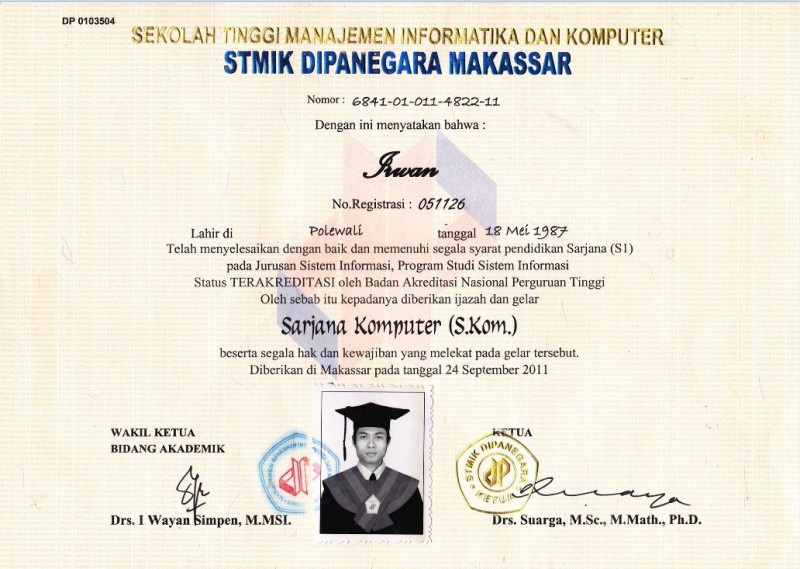 DP 0103504
SEKOLAH TINGGI MANAJEMEN INFORMATIKA DAN KOMPUTER
STMIK DIPANEGARA MAKASSAR
Nomor : 6841-01-011-4822-11
Dengan ini menyatakan bahwa :
Irwan
No.Registrasi : 051126
Lahir di Polewali tanggal 18 Mei 1987
Telah menyelesaikan dengan baik dan memenuhi segala syarat pendidikan Sarjana (S1)
pada Jurusan Sistem Informasi, Program Studi Sistem Informasi
Status TERAKREDITASI oleh Badan Akreditasi Nasional Perguruan Tinggi
Oleh sebab itu kepadanya diberikan ijazah dan gelar
Sarjana Komputer (S.Kom.)
beserta segala hak dan kewajiban yang melekat pada gelar tersebut.
Diberikan di Makassar pada tanggal 24 September 2011
WAKIL KETUA
BIDANG AKADEMIK
Drs. I Wayan Simpen, M.MSI.
KETUA
STMIK DIPANEGARA
KETUA
Drs. Suarga, M.Sc., M.Math., Ph.D.